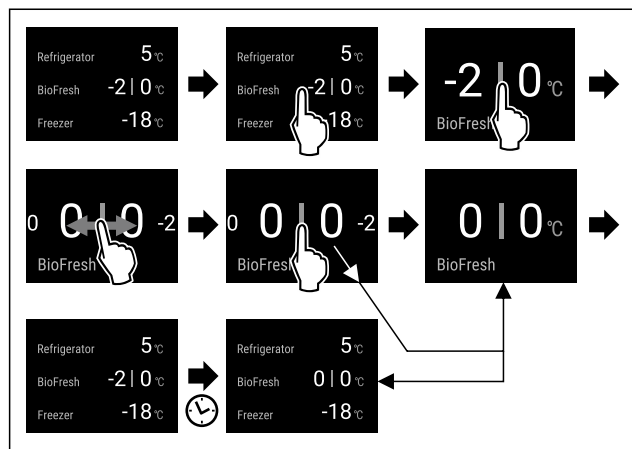 Refrigerator 5 °C
BioFresh -2 | 0 °C
Freezer -18 °C
Refrigerator 5 °C
BioFresh -2 | 0 °C
Freezer 18 °C
-2 | 0 °C
BioFresh
0 0 | 0 -2
BioFresh
0 0 | 0 -2
BioFresh
0 | 0 °C
BioFresh
Refrigerator 5 °C
BioFresh -2 | 0 °C
Freezer -18 °C
Refrigerator 5 °C
BioFresh 0 | 0 °C
Freezer -18 °C